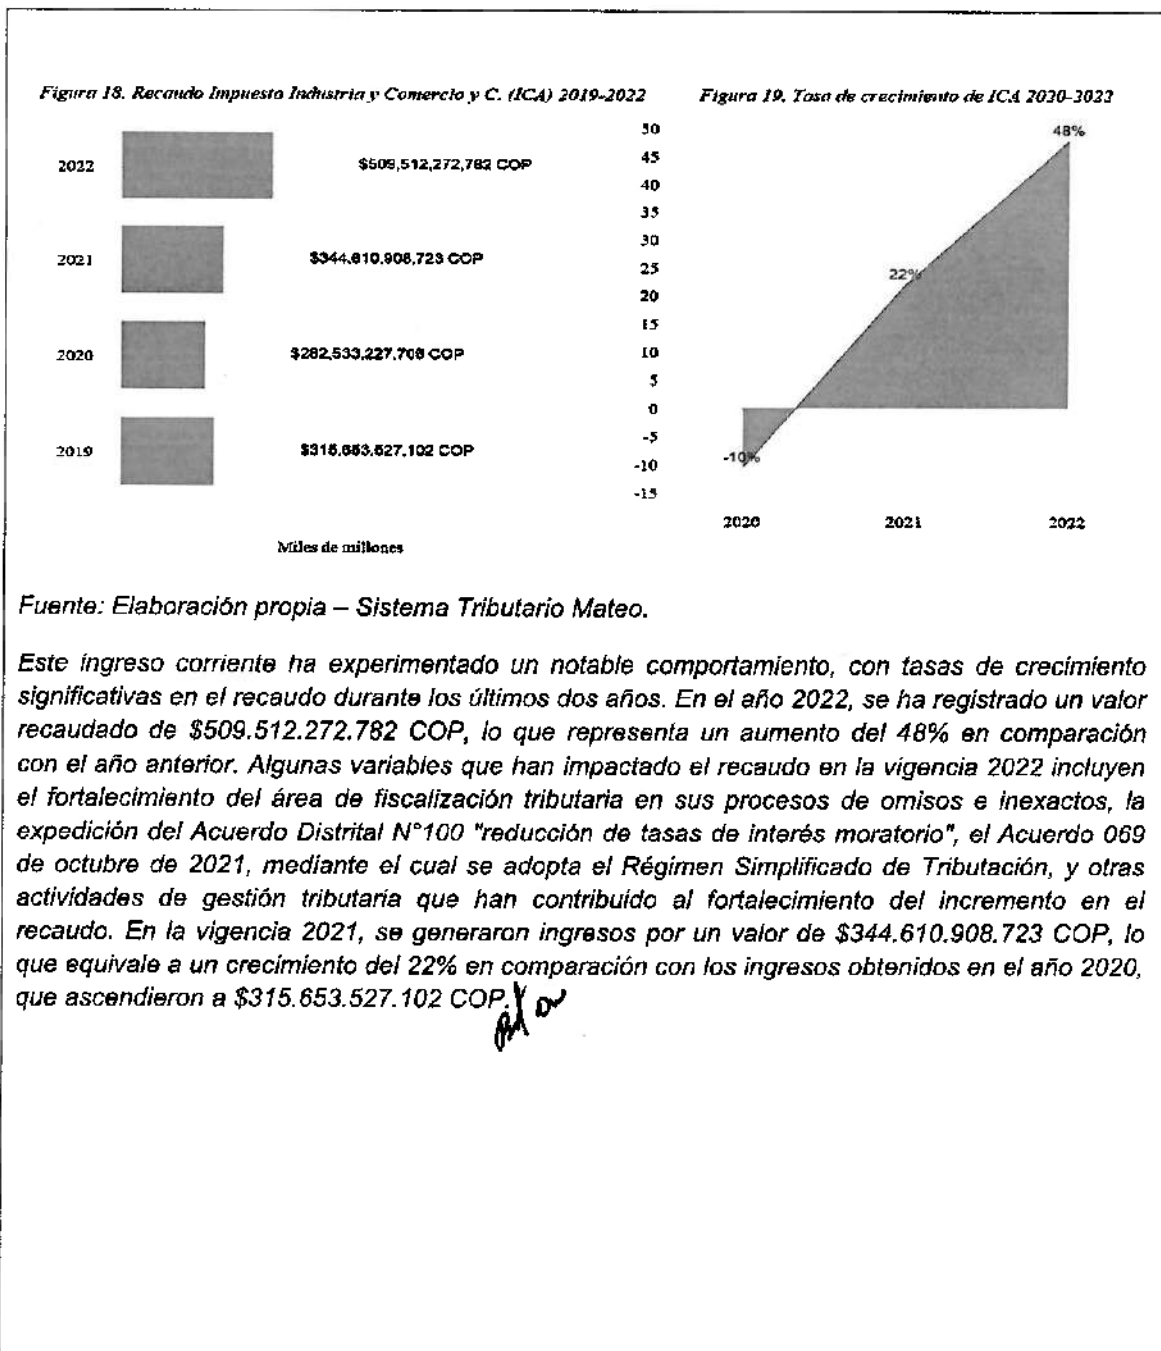 Figura 18. Recaudo Impuesto Industria y Comercio y C. (ICA) 2019-2022
2022 $509,512,272,782 COP
2021 $344,610,908,723 COP
2020 $282,533,227,708 COP
2019 $315,653,527,102 COP
Miles de millones
Figura 19. Tasa de crecimiento de ICA 2020-2022
50
45
40
35
30
25
20
15
10
5
0
-5
-10
-15
48%
22%
-10%
2020 2021 2022
Fuente: Elaboración propia – Sistema Tributario Mateo.
Este ingreso corriente ha experimentado un notable comportamiento, con tasas de crecimiento
significativas en el recaudo durante los últimos dos años. En el año 2022, se ha registrado un valor
recaudado de $509.512.272.782 COP, lo que representa un aumento del 48% en comparación
con el año anterior. Algunas variables que han impactado el recaudo en la vigencia 2022 incluyen
el fortalecimiento del área de fiscalización tributaria en sus procesos de omisos e inexactos, la
expedición del Acuerdo Distrital N°100 "reducción de tasas de interés moratorio", el Acuerdo 069
de octubre de 2021, mediante el cual se adopta el Régimen Simplificado de Tributación, y otras
actividades de gestión tributaria que han contribuido al fortalecimiento del incremento en el
recaudo. En la vigencia 2021, se generaron ingresos por un valor de $344.610.908.723 COP, lo
que equivale a un crecimiento del 22% en comparación con los ingresos obtenidos en el año 2020,
que ascendieron a $315.653.527.102 COP.